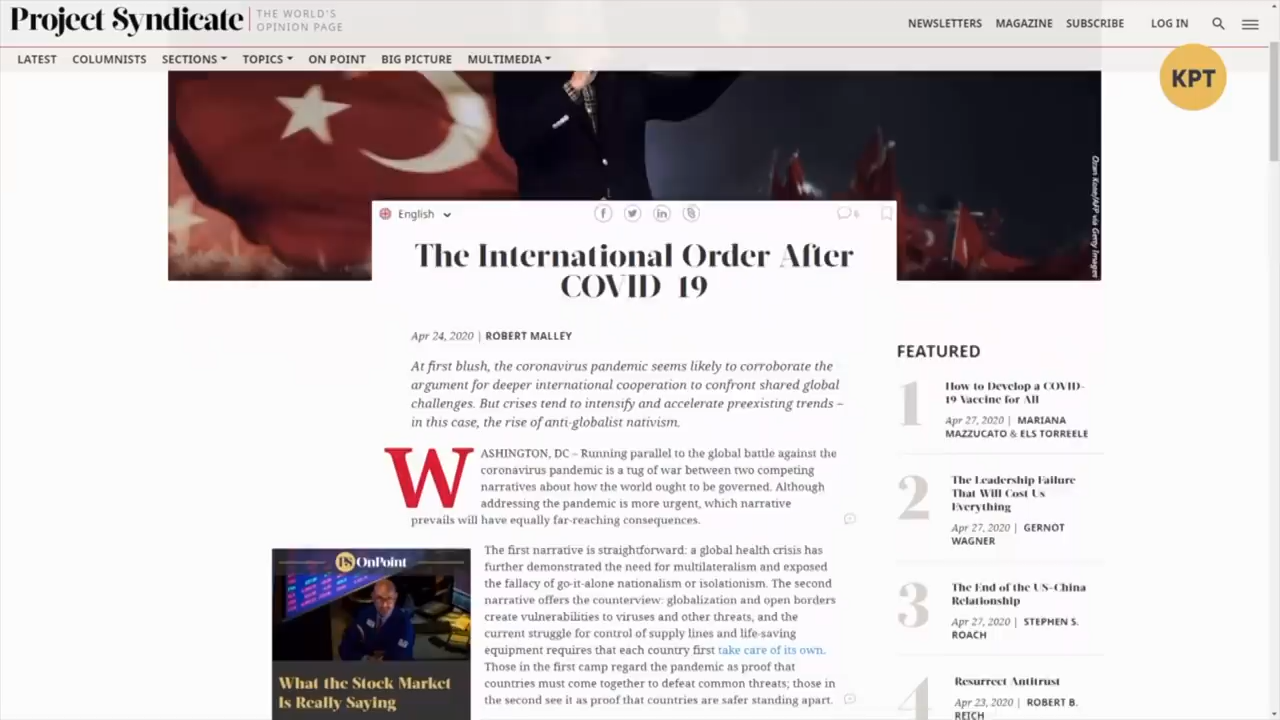 Project Syndicate
THE WORLD'S
OPINION PAGE
NEWSLETTERS MAGAZINE SUBSCRIBE LOG IN
LATEST COLUMNISTS SECTIONS TOPICS ON POINT BIG PICTURE MULTIMEDIA
KPT
Ozan Kose/AFP via Getty Images
English
6
The International Order After
COVID-19
Apr 24, 2020 | ROBERT MALLEY
At first blush, the coronavirus pandemic seems likely to corroborate the
argument for deeper international cooperation to confront shared global
challenges. But crises tend to intensify and accelerate preexisting trends –
in this case, the rise of anti-globalist nativism.
WASHINGTON, DC – Running parallel to the global battle against the
coronavirus pandemic is a tug of war between two competing
narratives about how the world ought to be governed. Although
addressing the pandemic is more urgent, which narrative
prevails will have equally far-reaching consequences.
PS OnPoint
What the Stock Market
Is Really Saying
The first narrative is straightforward: a global health crisis has
further demonstrated the need for multilateralism and exposed
the fallacy of go-it-alone nationalism or isolationism. The second
narrative offers the counterview: globalization and open borders
create vulnerabilities to viruses and other threats, and the
current struggle for control of supply lines and life-saving
equipment requires that each country first take care of its own.
Those in the first camp regard the pandemic as proof that
countries must come together to defeat common threats; those in
the second see it as proof that countries are safer standing apart.
FEATURED
1
How to Develop a COVID-
19 Vaccine for All
Apr 27, 2020 | MARIANA
MAZZUCATO & ELS TORREELE
2
The Leadership Failure
That Will Cost Us
Everything
Apr 27, 2020 | GERNOT
WAGNER
3
The End of the US-China
Relationship
Apr 27, 2020 | STEPHEN S.
ROACH
4
Resurrect Antitrust
Apr 23, 2020 | ROBERT B.
REICH